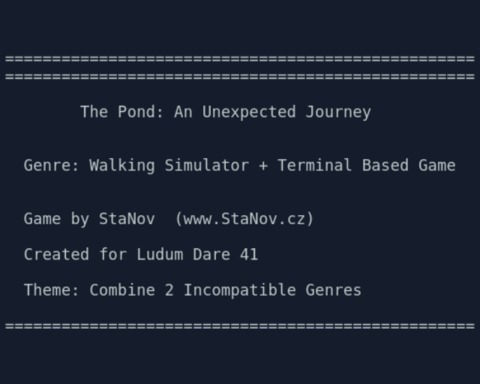 ==================================================
==================================================
The Pond: An Unexpected Journey
Genre: Walking Simulator + Terminal Based Game
Game by StaNov  (www.StaNov.cz)
Created for Ludum Dare 41
Theme: Combine 2 Incompatible Genres
==================================================